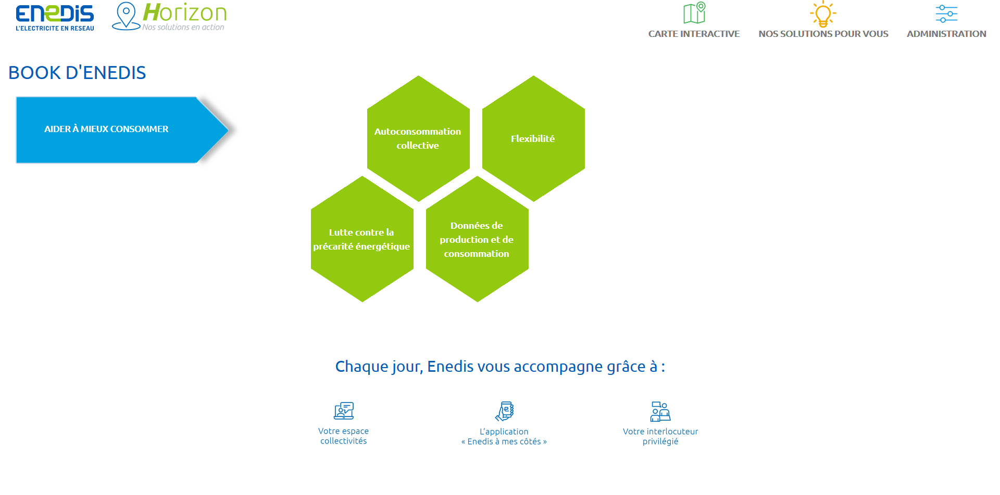 enedis
L'ELECTRICITE EN RESEAU
Horizon
Nos solutions en action
CARTE INTERACTIVE
NOS SOLUTIONS POUR VOUS
ADMINISTRATION
BOOK D'ENEDIS
AIDER À MIEUX CONSOMMER
Autoconsommation
collective
Flexibilité
Lutte contre la
précarité énergétique
Données de
production et de
consommation
Chaque jour, Enedis vous accompagne grâce à :
Votre espace
collectivités
L’application
« Enedis à mes côtés »
Votre interlocuteur
privilégié